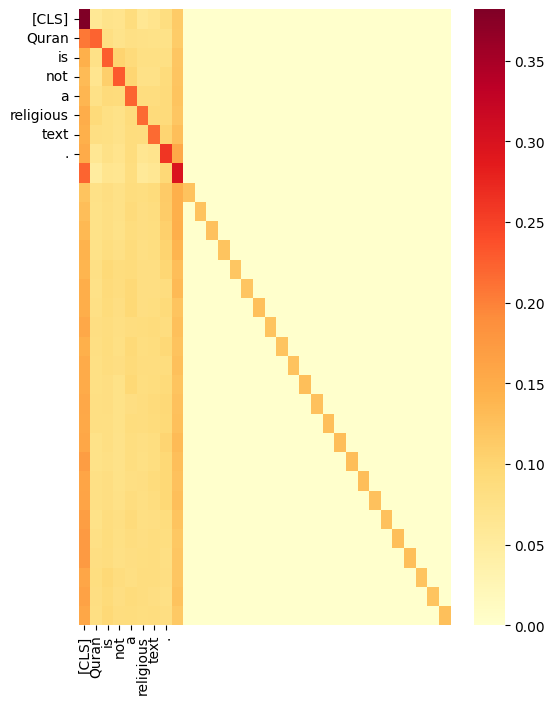 [CLS]
Quran
is
not
a
religious
text
.
0.35
0.30
0.25
0.20
0.15
0.10
0.05
0.00
[CLS]
Quran
is
not
a
religious
text
.